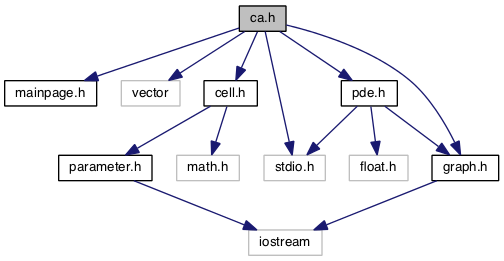 ca.h
mainpage.h
vector
cell.h
pde.h
parameter.h
math.h
stdio.h
float.h
graph.h
iostream